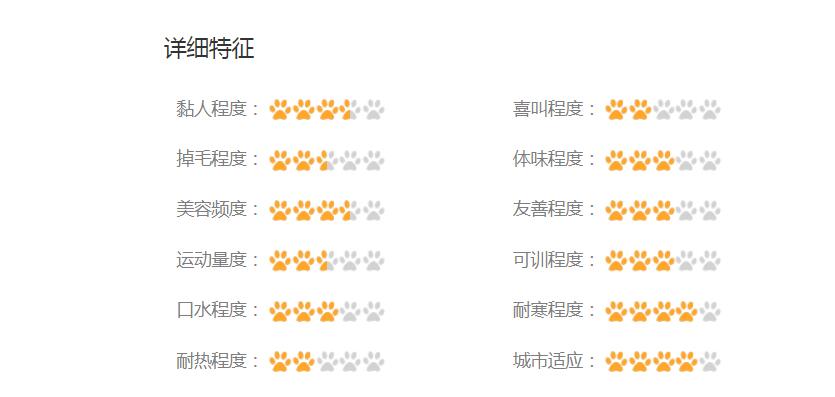 详细特征
黏人程度： 喜叫程度：
掉毛程度： 体味程度：
美容频度： 友善程度：
运动量度： 可训程度：
口水程度： 耐寒程度：
耐热程度： 城市适应：